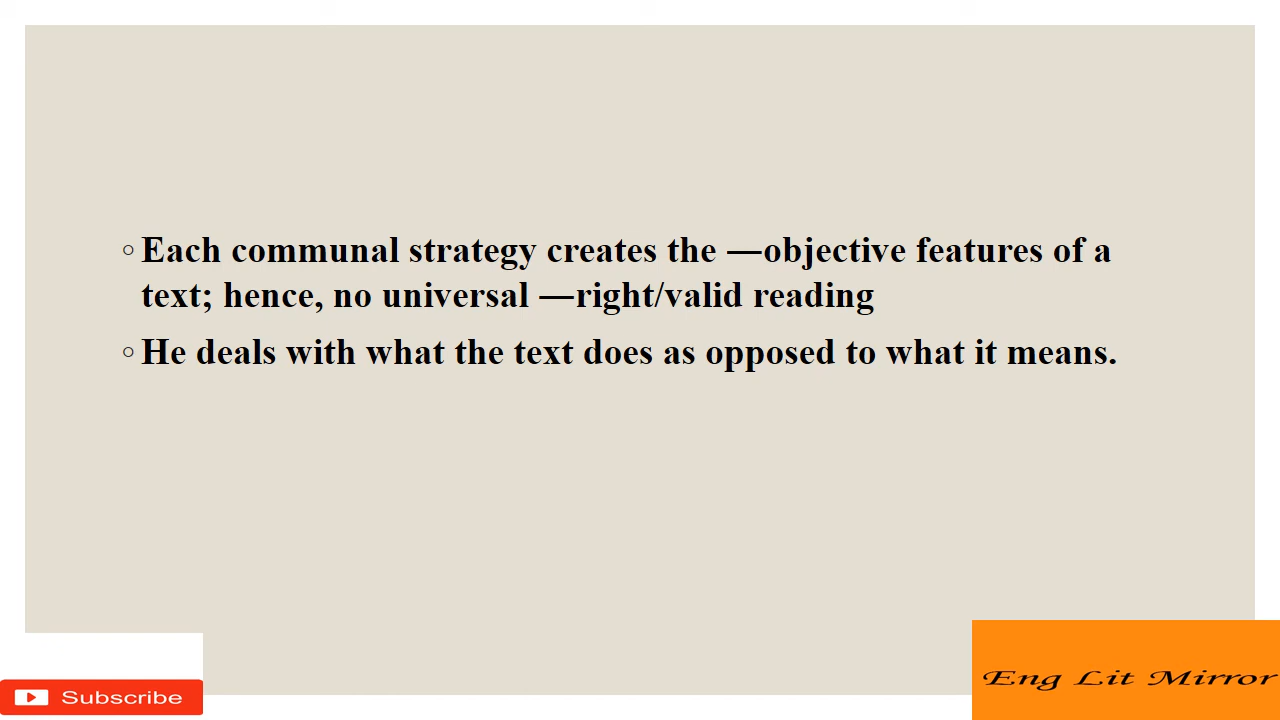 ◦ Each communal strategy creates the —objective features of a
text; hence, no universal —right/valid reading
◦ He deals with what the text does as opposed to what it means.
Subscribe
Eng Lit Mirror